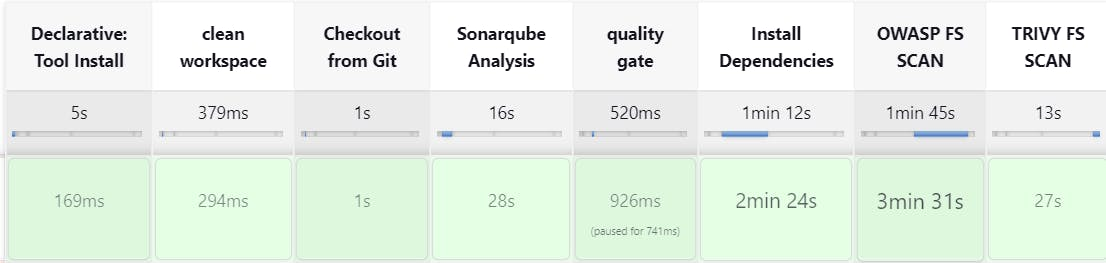 Declarative: Tool Install
clean workspace
Checkout from Git
Sonarqube Analysis
quality gate
Install Dependencies
OWASP FS SCAN
TRIVY FS SCAN
5s
379ms
1s
16s
520ms
1min 12s
1min 45s
13s
169ms
294ms
1s
28s
926ms
(paused for 741ms)
2min 24s
3min 31s
27s